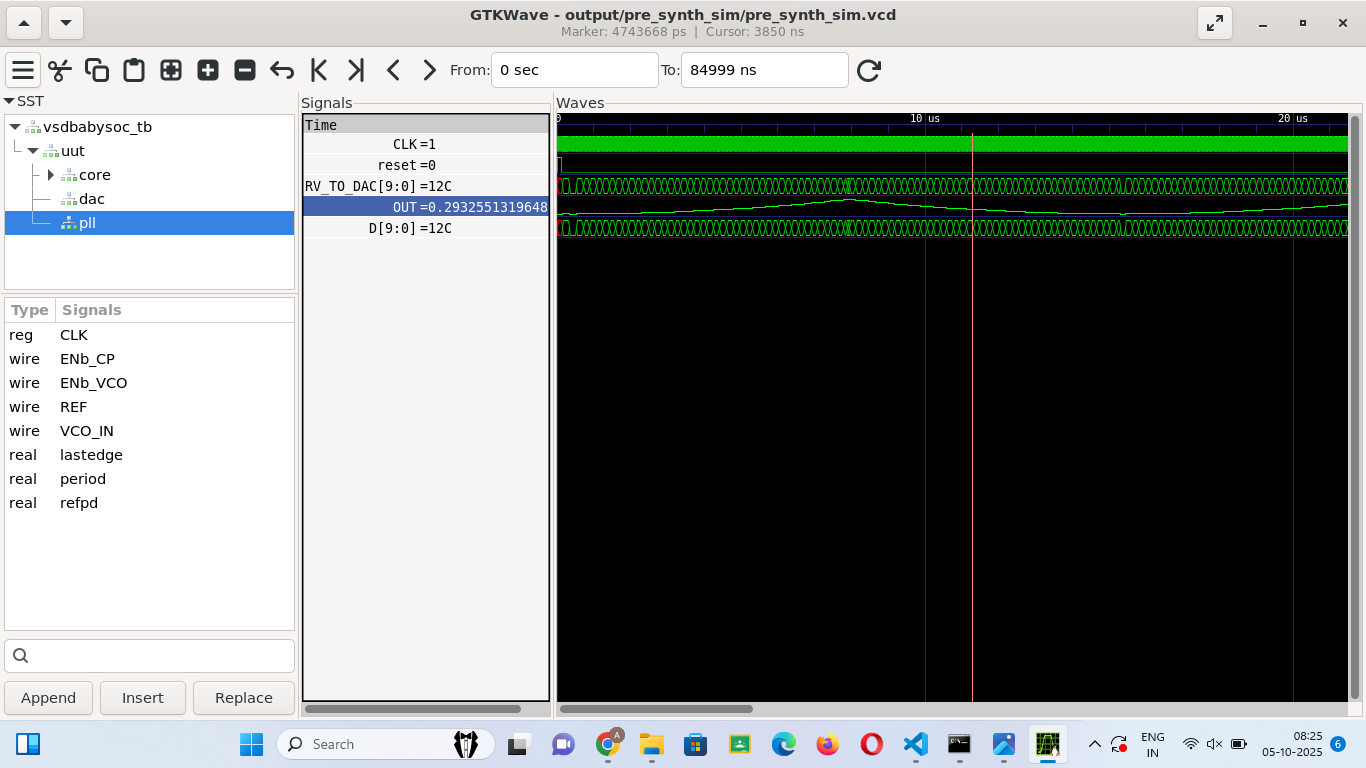 GTKWave - output/pre_synth_sim/pre_synth_sim.vcd
Marker: 4743668 ps | Cursor: 3850 ns
From: 0 sec To: 84999 ns
SST
vsdbabysoc_tb
uut
core
dac
pll
Type Signals
reg CLK
wire ENb_CP
wire ENb_VCO
wire REF
wire VCO_IN
real lastedge
real period
real refpd
Append Insert Replace
Signals
Time
CLK=1
reset=0
RV_TO_DAC[9:0]=12C
OUT=0.2932551319648
D[9:0]=12C
Waves
0 10 us 20 us
Search
A
ENG
IN
08:25
05-10-2025
6